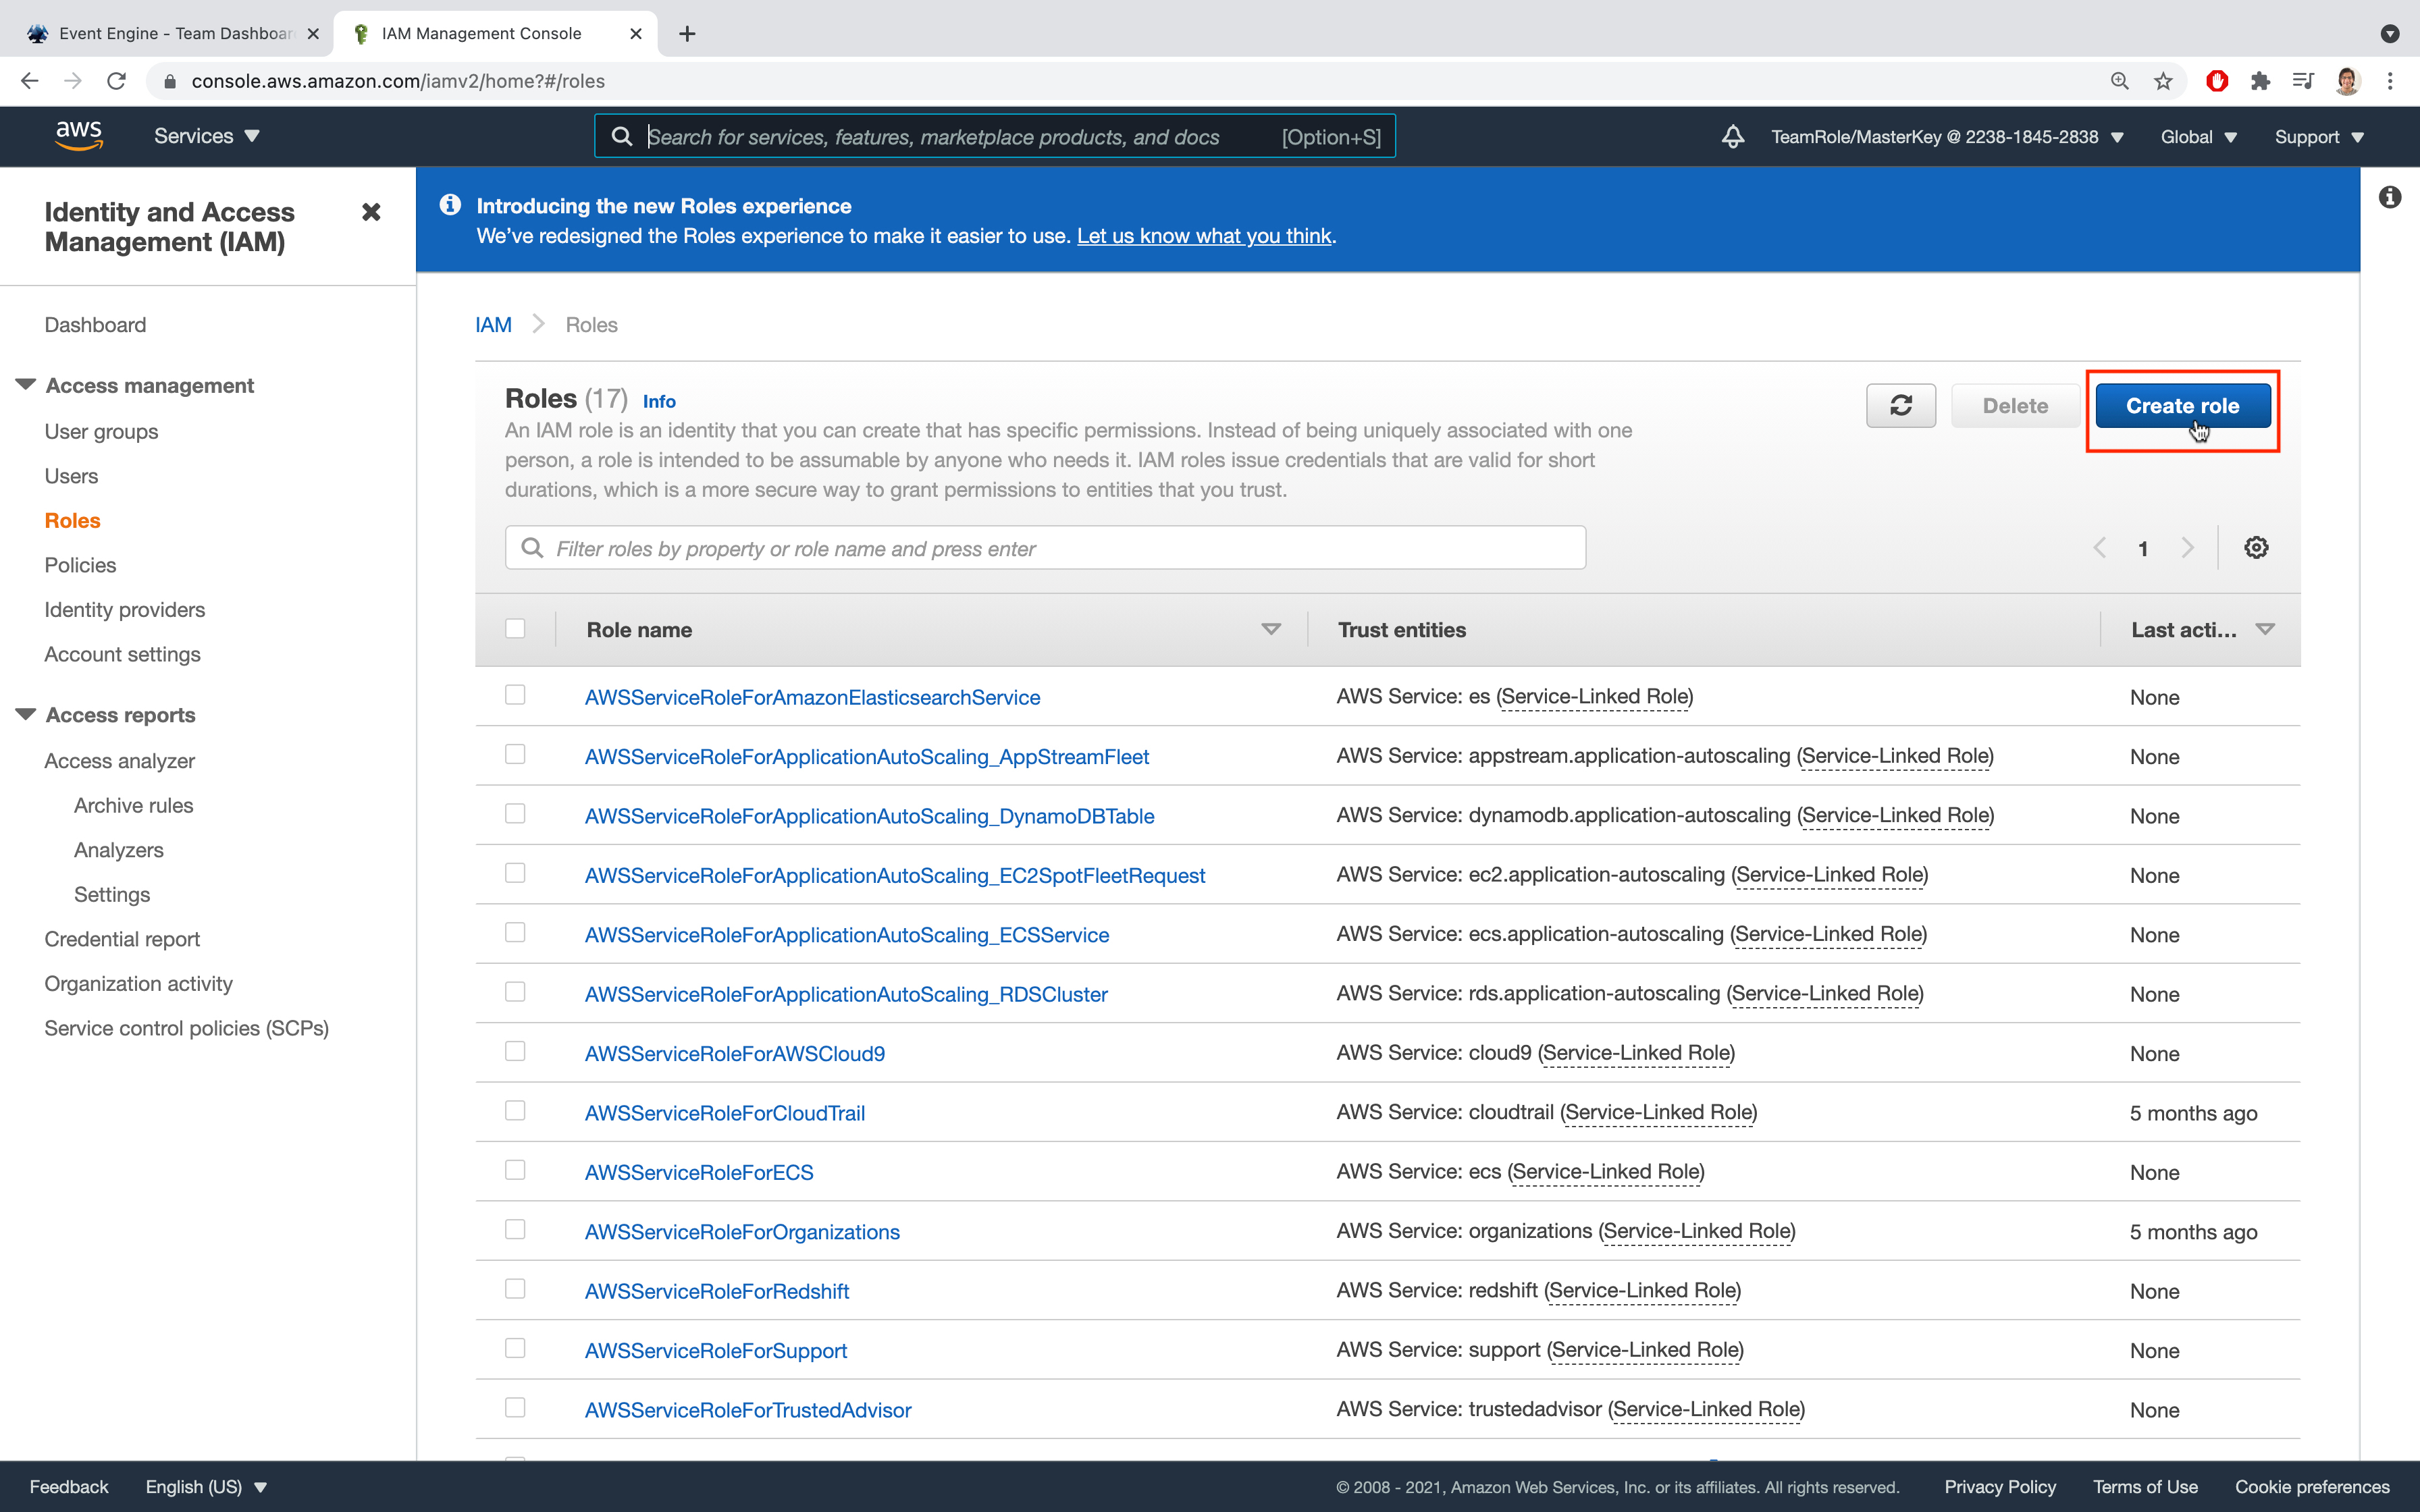 Event Engine - Team Dashboar
IAM Management Console
console.aws.amazon.com/iamv2/home?#/roles
aws
Services
Search for services, features, marketplace products, and docs [Option+S]
TeamRole/MasterKey @ 2238-1845-2838
Global
Support
Identity and Access
Management (IAM)
Dashboard
Access management
User groups
Users
Roles
Policies
Identity providers
Account settings
Access reports
Access analyzer
Archive rules
Analyzers
Settings
Credential report
Organization activity
Service control policies (SCPs)
Introducing the new Roles experience
We've redesigned the Roles experience to make it easier to use. Let us know what you think.
IAM > Roles
Roles (17) Info
Delete
Create role
An IAM role is an identity that you can create that has specific permissions. Instead of being uniquely associated with one
person, a role is intended to be assumable by anyone who needs it. IAM roles issue credentials that are valid for short
durations, which is a more secure way to grant permissions to entities that you trust.
Filter roles by property or role name and press enter
1
Role name Trust entities Last acti...
AWSServiceRoleForAmazonElasticsearchService AWS Service: es (Service-Linked Role) None
AWSServiceRoleForApplicationAutoScaling_AppStreamFleet AWS Service: appstream.application-autoscaling (Service-Linked Role) None
AWSServiceRoleForApplicationAutoScaling_DynamoDBTable AWS Service: dynamodb.application-autoscaling (Service-Linked Role) None
AWSServiceRoleForApplicationAutoScaling_EC2SpotFleetRequest AWS Service: ec2.application-autoscaling (Service-Linked Role) None
AWSServiceRoleForApplicationAutoScaling_ECSService AWS Service: ecs.application-autoscaling (Service-Linked Role) None
AWSServiceRoleForApplicationAutoScaling_RDSCluster AWS Service: rds.application-autoscaling (Service-Linked Role) None
AWSServiceRoleForAWSCloud9 AWS Service: cloud9 (Service-Linked Role) None
AWSServiceRoleForCloudTrail AWS Service: cloudtrail (Service-Linked Role) 5 months ago
AWSServiceRoleForECS AWS Service: ecs (Service-Linked Role) None
AWSServiceRoleForOrganizations AWS Service: organizations (Service-Linked Role) 5 months ago
AWSServiceRoleForRedshift AWS Service: redshift (Service-Linked Role) None
AWSServiceRoleForSupport AWS Service: support (Service-Linked Role) None
AWSServiceRoleForTrustedAdvisor AWS Service: trustedadvisor (Service-Linked Role) None
Feedback English (US) © 2008 - 2021, Amazon Web Services, Inc. or its affiliates. All rights reserved. Privacy Policy Terms of Use Cookie preferences